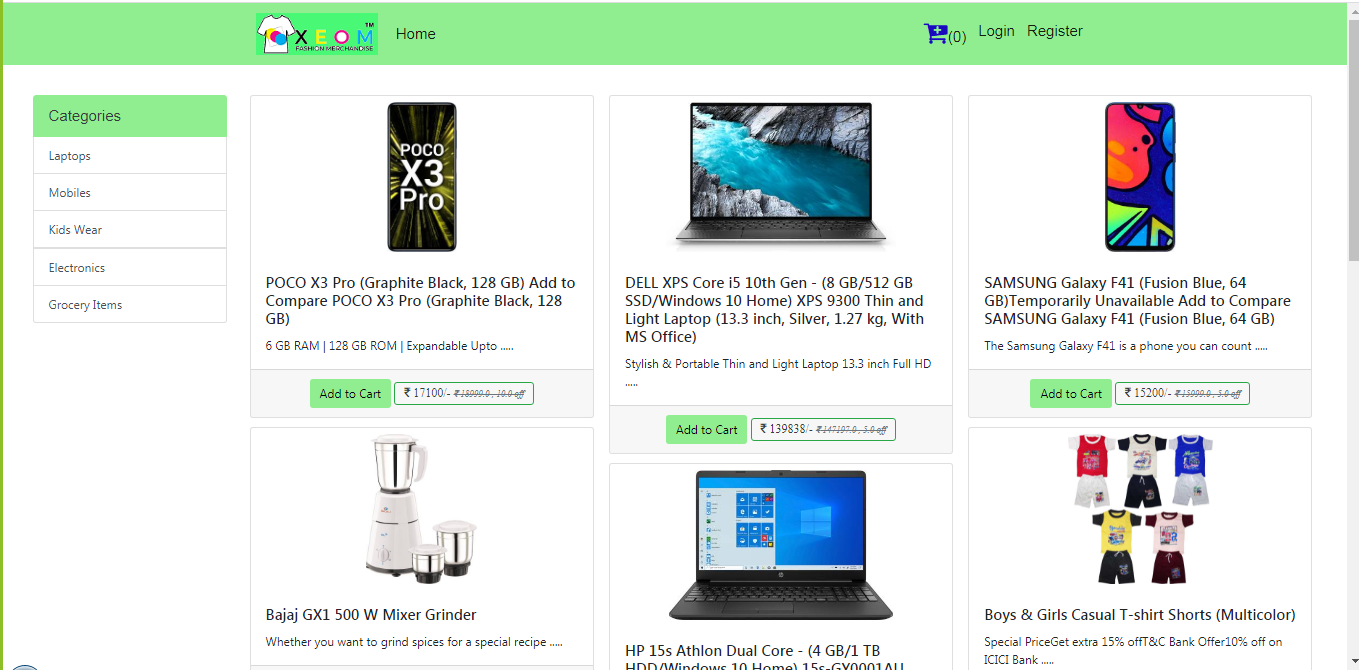 XEOM TM
FASHION MERCHANDISE
Home
(0)
Login
Register
Categories
Laptops
Mobiles
Kids Wear
Electronics
Grocery Items
POCO
X3
Pro
POCO X3 Pro (Graphite Black, 128 GB) Add to
Compare POCO X3 Pro (Graphite Black, 128
GB)
6 GB RAM | 128 GB ROM | Expandable Upto .....
Add to Cart
₹ 17100/- ₹18999.0 , 10.0 off
DELL XPS Core i5 10th Gen - (8 GB/512 GB
SSD/Windows 10 Home) XPS 9300 Thin and
Light Laptop (13.3 inch, Silver, 1.27 kg, With
MS Office)
Stylish & Portable Thin and Light Laptop 13.3 inch Full HD
.....
Add to Cart
₹ 139838/- ₹147197.0 , 5.0 off
SAMSUNG Galaxy F41 (Fusion Blue, 64
GB)Temporarily Unavailable Add to Compare
SAMSUNG Galaxy F41 (Fusion Blue, 64 GB)
The Samsung Galaxy F41 is a phone you can count .....
Add to Cart
₹ 15200/- ₹15999.0 , 5.0 off
Bajaj GX1 500 W Mixer Grinder
Whether you want to grind spices for a special recipe .....
HP 15s Athlon Dual Core - (4 GB/1 TB
HDD/Windows 10 Home) 15s-GY0001AU
Boys & Girls Casual T-shirt Shorts (Multicolor)
Special PriceGet extra 15% offT&C Bank Offer10% off on
ICICI Bank .....